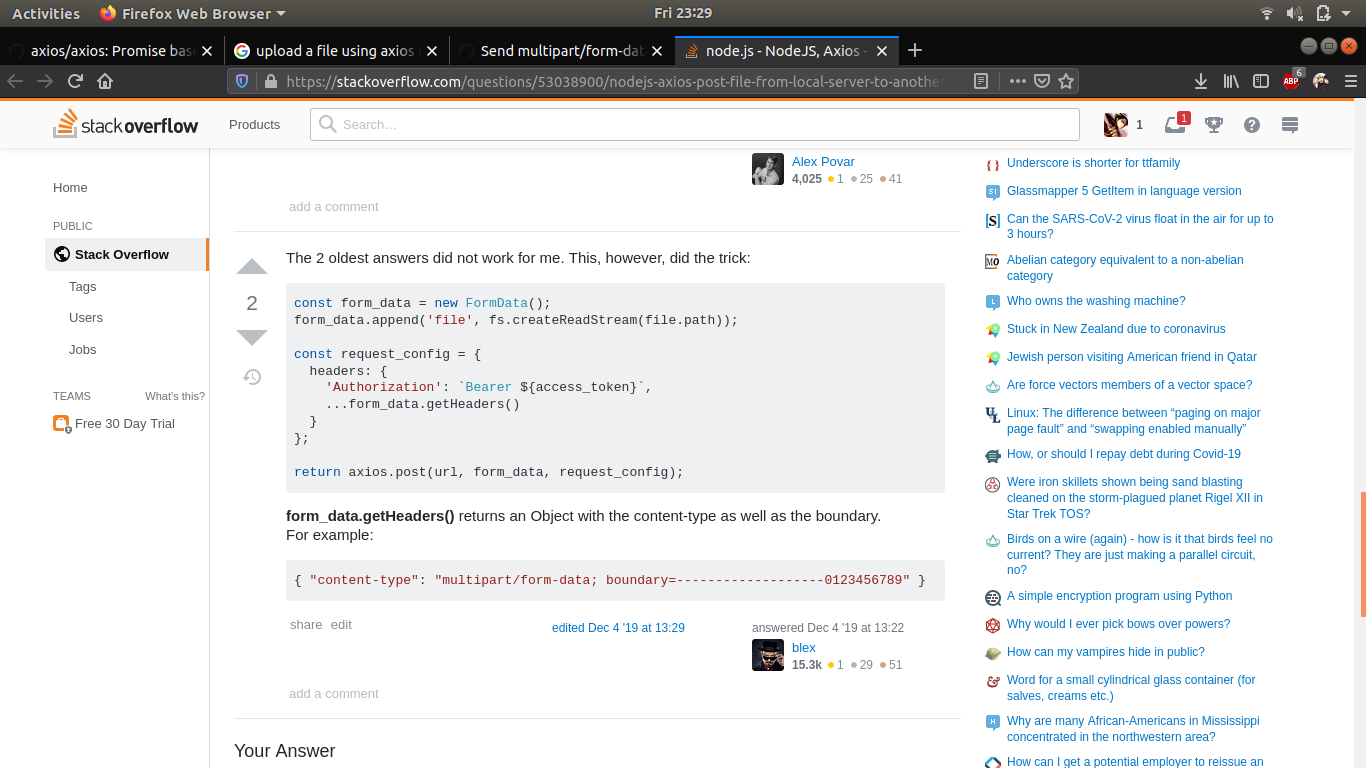 Activities
Firefox Web Browser
Fri 23:29
axios/axios: Promise bas
upload a file using axios
Send multipart/form-dat
node.js - NodeJS, Axios -
https://stackoverflow.com/questions/53038900/nodejs-axios-post-file-from-local-server-to-anothe
ABP
6
stackoverflow
Products
Search…
1
1
Home
PUBLIC
Stack Overflow
Tags
Users
Jobs
TEAMS
What's this?
Free 30 Day Trial
Alex Povar
4,025 1 25 41
add a comment
2
The 2 oldest answers did not work for me. This, however, did the trick:
const form_data = new FormData();
form_data.append('file', fs.createReadStream(file.path));
const request_config = {
headers: {
'Authorization': `Bearer ${access_token}`,
...form_data.getHeaders()
}
};
return axios.post(url, form_data, request_config);
form_data.getHeaders() returns an Object with the content-type as well as the boundary.
For example:
{ "content-type": "multipart/form-data; boundary=-------------------0123456789" }
share edit
edited Dec 4 '19 at 13:29
answered Dec 4 '19 at 13:22
blex
15.3k 1 29 51
add a comment
Your Answer
Underscore is shorter for ttfamily
Glassmapper 5 GetItem in language version
Can the SARS-CoV-2 virus float in the air for up to
3 hours?
Abelian category equivalent to a non-abelian
category
Who owns the washing machine?
Stuck in New Zealand due to coronavirus
Jewish person visiting American friend in Qatar
Are force vectors members of a vector space?
Linux: The difference between “paging on major
page fault” and “swapping enabled manually”
How, or should I repay debt during Covid-19
Were iron skillets shown being sand blasting
cleaned on the storm-plagued planet Rigel XII in
Star Trek TOS?
Birds on a wire (again) - how is it that birds feel no
current? They are just making a parallel circuit,
no?
A simple encryption program using Python
Why would I ever pick bows over powers?
How can my vampires hide in public?
Word for a small cylindrical glass container (for
salves, creams etc.)
Why are many African-Americans in Mississippi
concentrated in the northwestern area?
How can I get a potential employer to reissue an